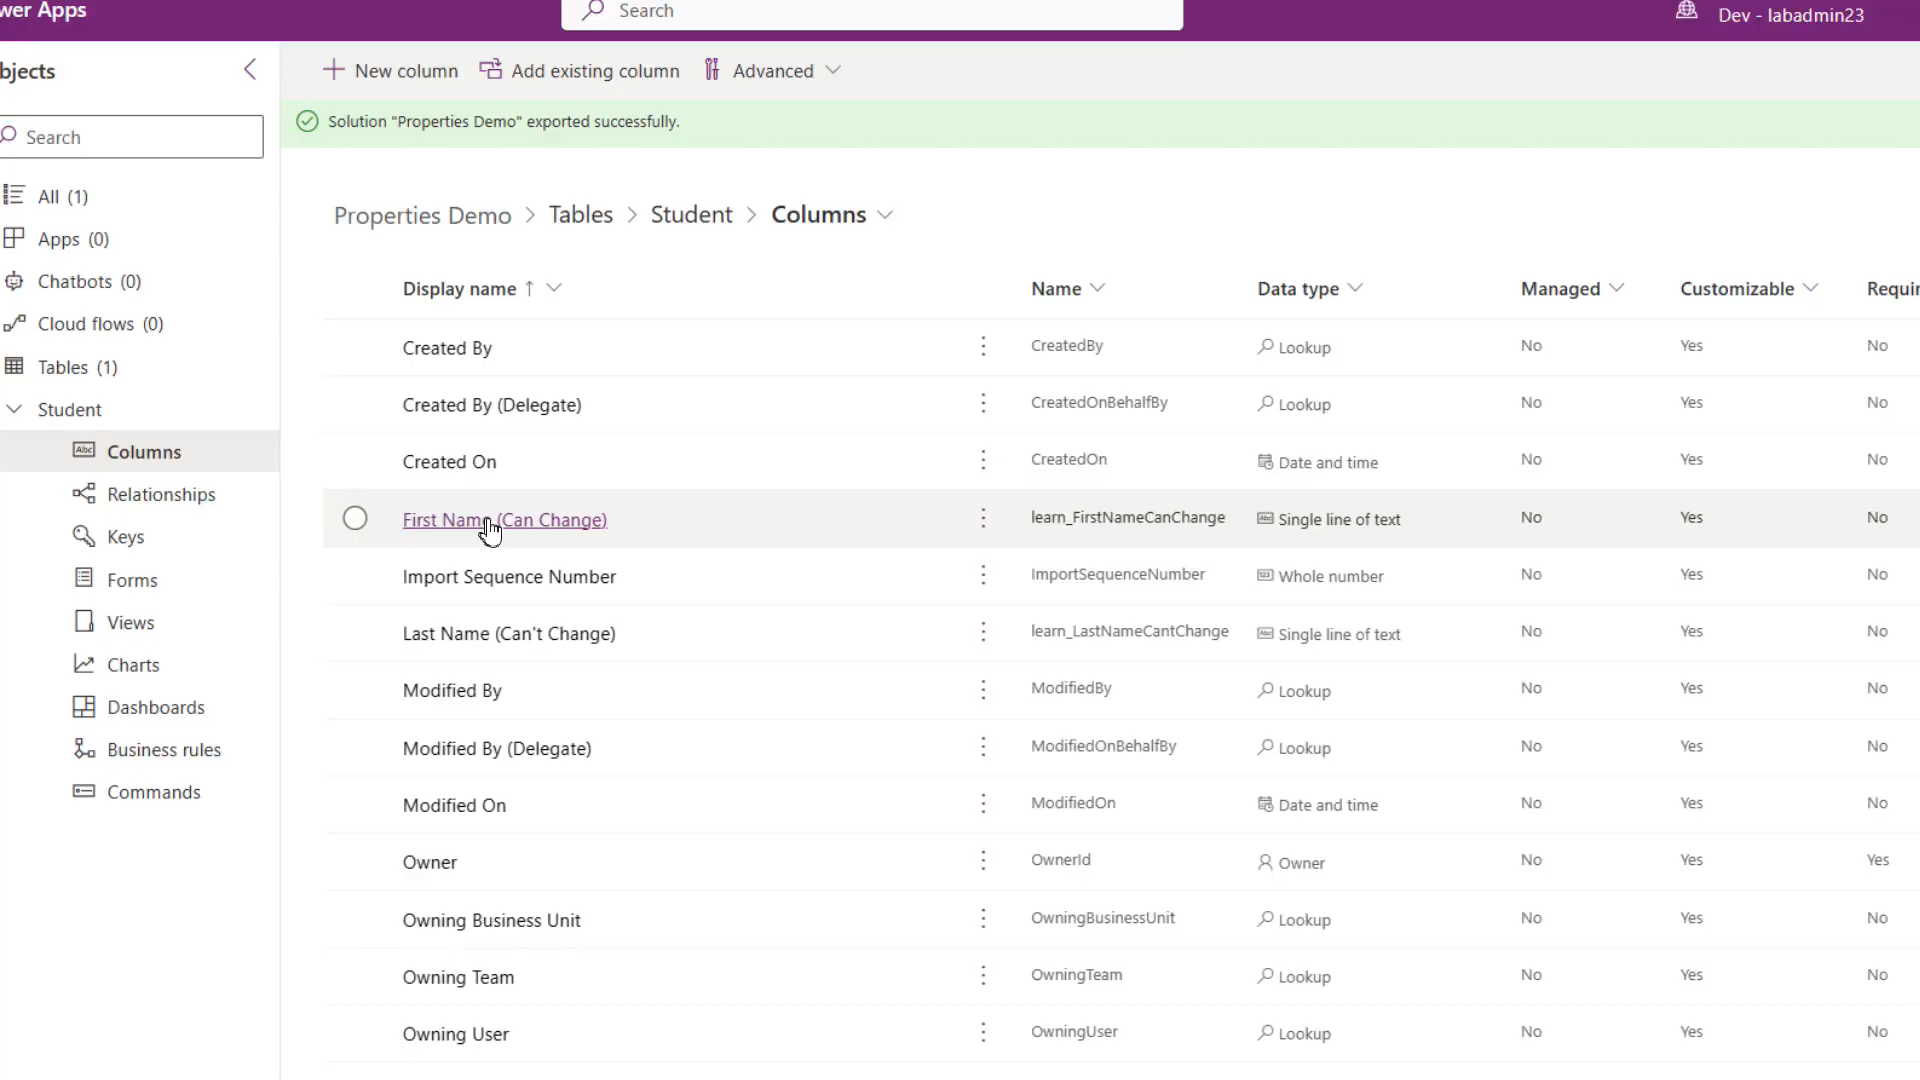 wer Apps
Search
Dev - labadmin23
bjects
New column
Add existing column
Advanced
Solution "Properties Demo" exported successfully.
Search
All (1)
Apps (0)
Chatbots (0)
Cloud flows (0)
Tables (1)
Student
Columns
Relationships
Keys
Forms
Views
Charts
Dashboards
Business rules
Commands
Properties Demo > Tables > Student > Columns
Display name ↑ Name Data type Managed Customizable Requir
Created By CreatedBy Lookup No Yes No
Created By (Delegate) CreatedOnBehalfBy Lookup No Yes No
Created On CreatedOn Date and time No Yes No
First Name (Can Change) learn_FirstNameCanChange Abc Single line of text No Yes No
Import Sequence Number ImportSequenceNumber 123 Whole number No Yes No
Last Name (Can't Change) learn_LastNameCantChange Abc Single line of text No Yes No
Modified By ModifiedBy Lookup No Yes No
Modified By (Delegate) ModifiedOnBehalfBy Lookup No Yes No
Modified On ModifiedOn Date and time No Yes No
Owner OwnerId Owner No Yes Yes
Owning Business Unit OwningBusinessUnit Lookup No Yes No
Owning Team OwningTeam Lookup No Yes No
Owning User OwningUser Lookup No Yes No